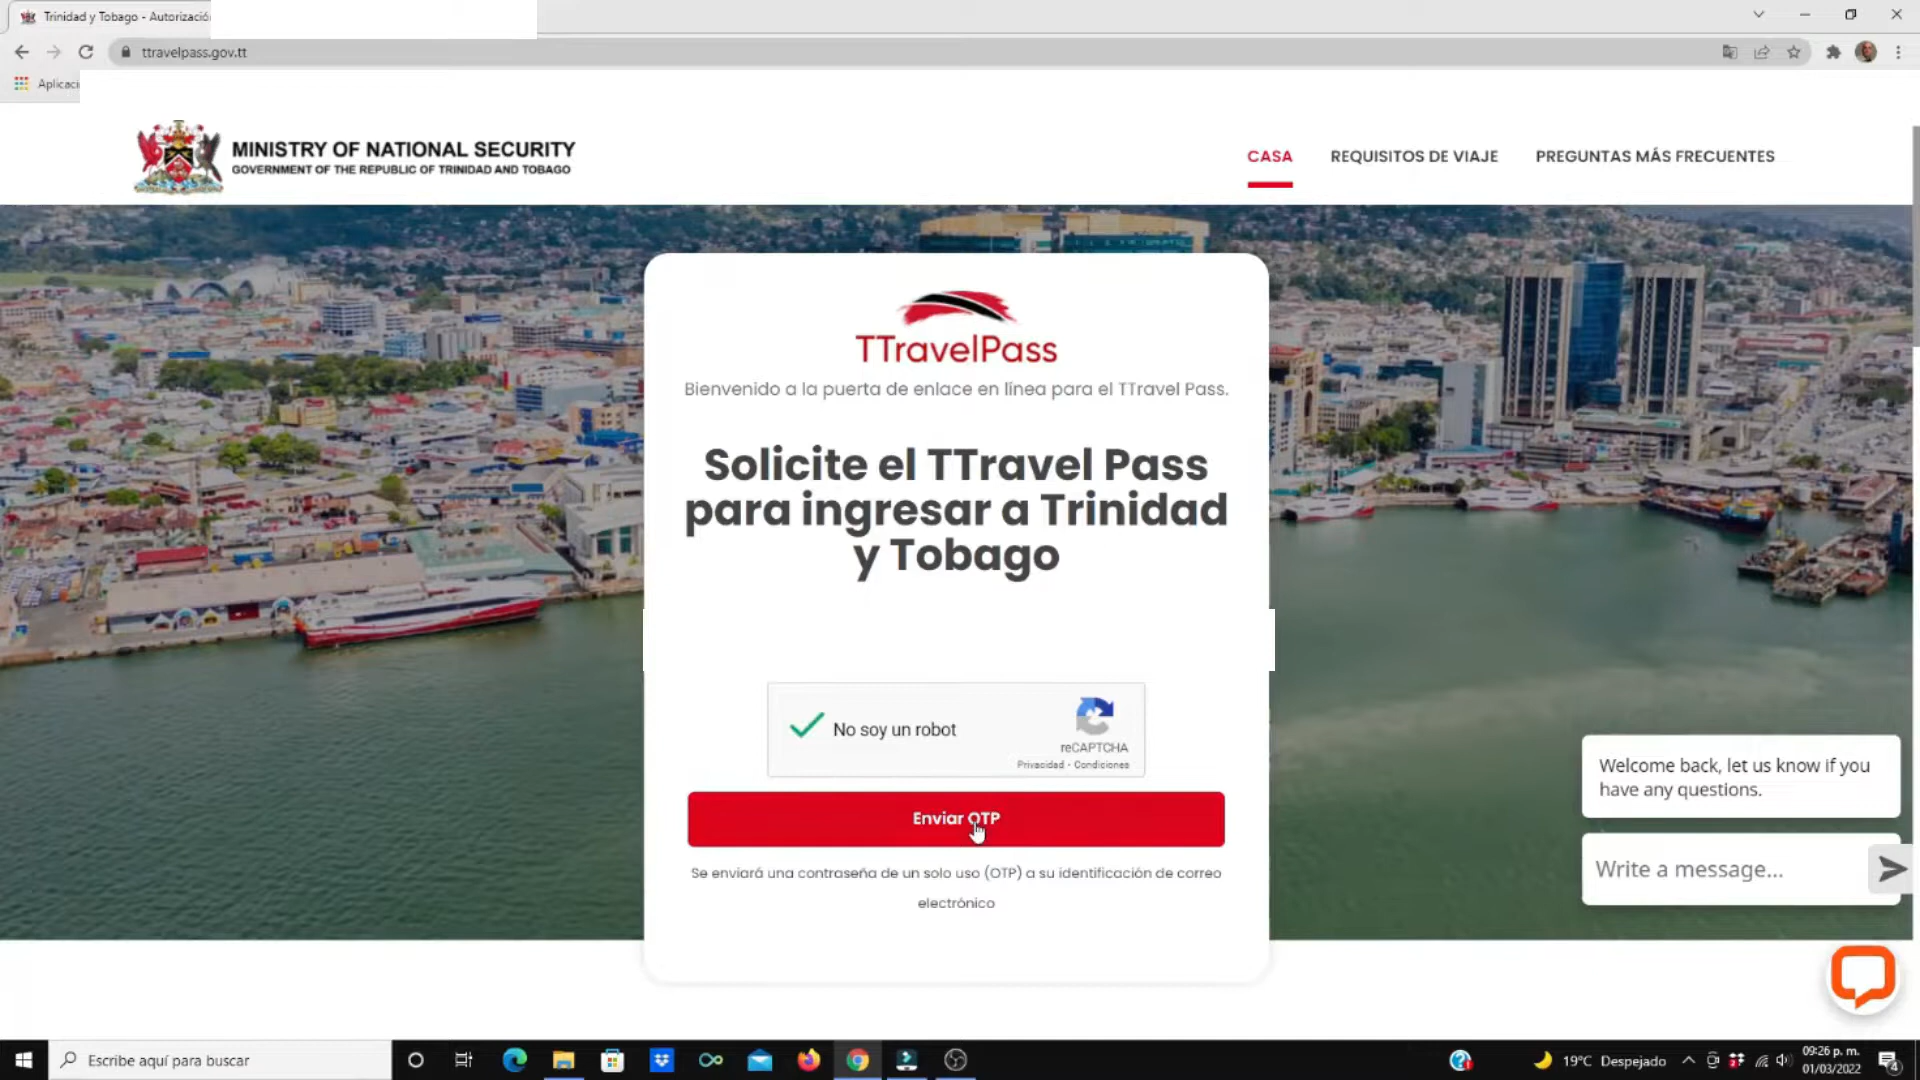 Trinidad y Tobago - Autorizació
ttravelpass.gov.tt
Aplicaci
MINISTRY OF NATIONAL SECURITY
GOVERNMENT OF THE REPUBLIC OF TRINIDAD AND TOBAGO
CASA
REQUISITOS DE VIAJE
PREGUNTAS MÁS FRECUENTES
TTravelPass
Bienvenido a la puerta de enlace en línea para el TTravel Pass.
Solicite el TTravel Pass
para ingresar a Trinidad
y Tobago
No soy un robot
reCAPTCHA
Privacidad - Condiciones
Enviar OTP
Se enviará una contraseña de un solo uso (OTP) a su identificación de correo
electrónico
Welcome back, let us know if you
have any questions.
Write a message...
Escribe aquí para buscar
19°C Despejado
09:26 p. m.
01/03/2022
4